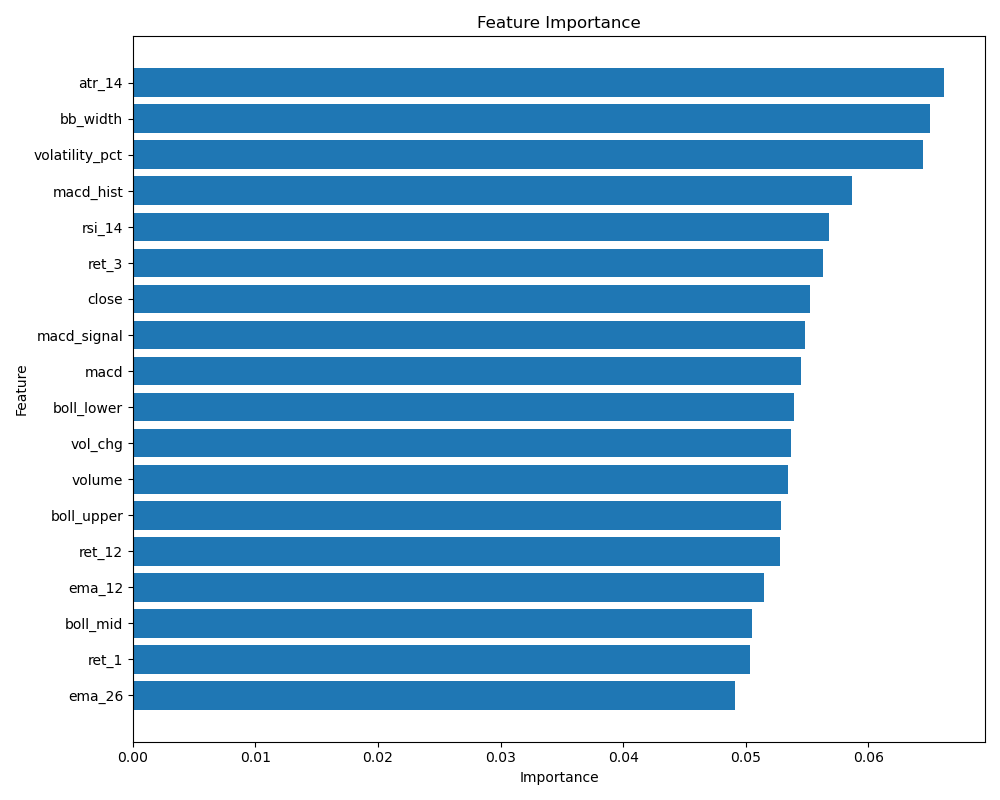 Feature Importance
atr_14
bb_width
volatility_pct
macd_hist
rsi_14
ret_3
close
macd_signal
macd
boll_lower
vol_chg
volume
boll_upper
ret_12
ema_12
boll_mid
ret_1
ema_26
Feature
0.00 0.01 0.02 0.03 0.04 0.05 0.06
Importance